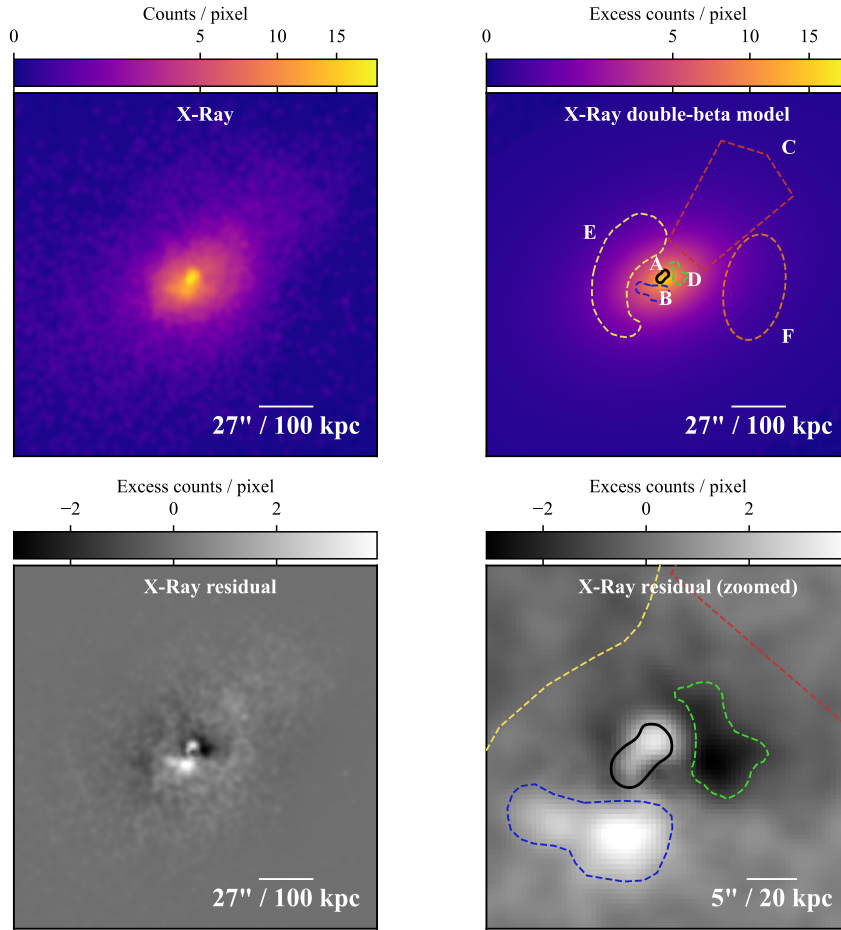 Counts / pixel
0 5 10 15
X-Ray
27" / 100 kpc
Excess counts / pixel
0 5 10 15
X-Ray double-beta model
C
E
A
D
B
F
27" / 100 kpc
Excess counts / pixel
−2 0 2
X-Ray residual
27" / 100 kpc
Excess counts / pixel
−2 0 2
X-Ray residual (zoomed)
5" / 20 kpc